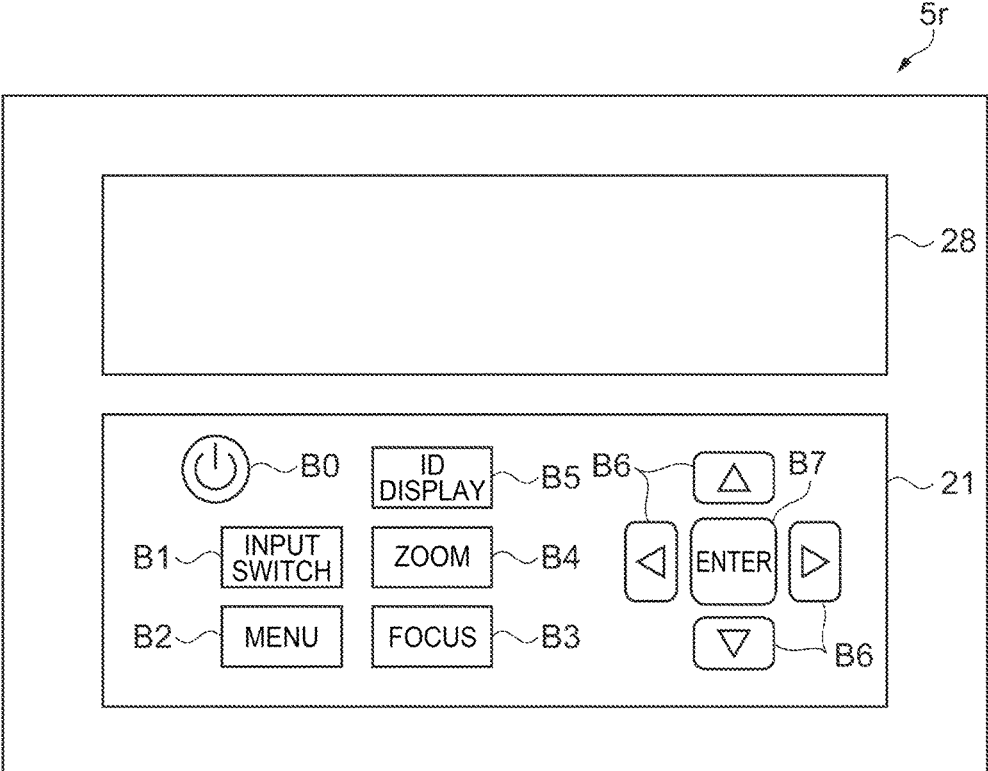 5r
28
B0
ID
DISPLAY
B5
B6
B7
21
B1
INPUT
SWITCH
ZOOM
B4
ENTER
B2
MENU
FOCUS
B3
B6